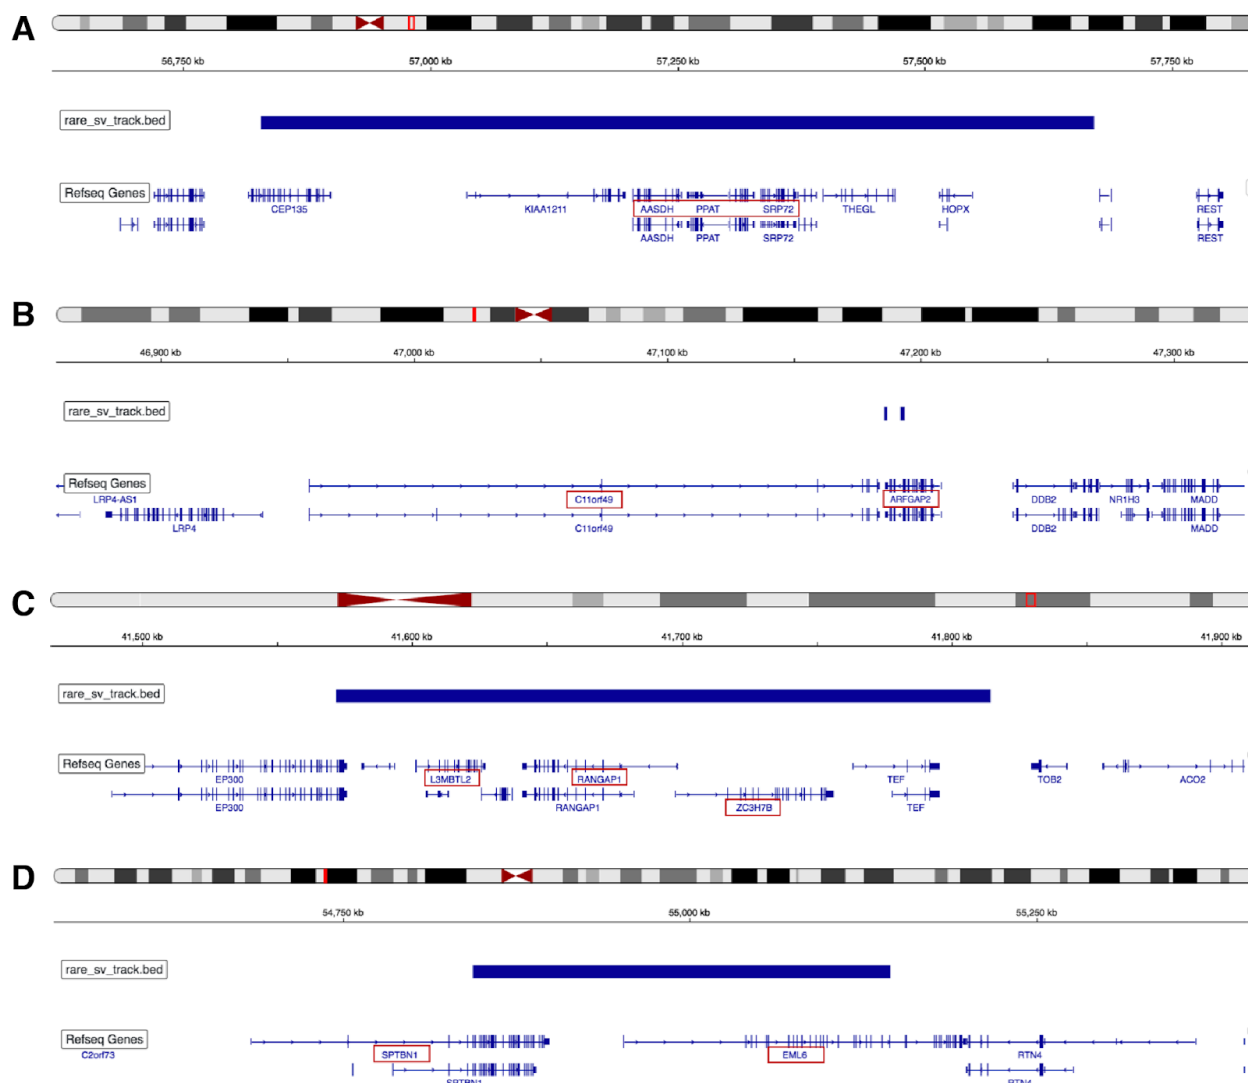 A
56,750 kb 57,000 kb 57,250 kb 57,500 kb 57,750 kb
rare_sv_track.bed
Refseq Genes
CEP135 KIAA1211 AASDH PPAT SRP72 THEGL HOPX REST
AASDH PPAT SRP72 REST
B
46,900 kb 47,000 kb 47,100 kb 47,200 kb 47,300 kb
rare_sv_track.bed
Refseq Genes
LRP4-AS1 C11orf49 ARFGAP2 DDB2 NR1H3 MADD
LRP4 C11orf49 DDB2 MADD
C
41,500 kb 41,600 kb 41,700 kb 41,800 kb 41,900 kb
rare_sv_track.bed
Refseq Genes
EP300 L3MBTL2 RANGAP1 TEF TOB2 ACO2
EP300 RANGAP1 ZC3H7B TEF
D
54,750 kb 55,000 kb 55,250 kb
rare_sv_track.bed
Refseq Genes
C2orf73 SPTBN1 EML6 RTN4
SPTBN1 RTN4